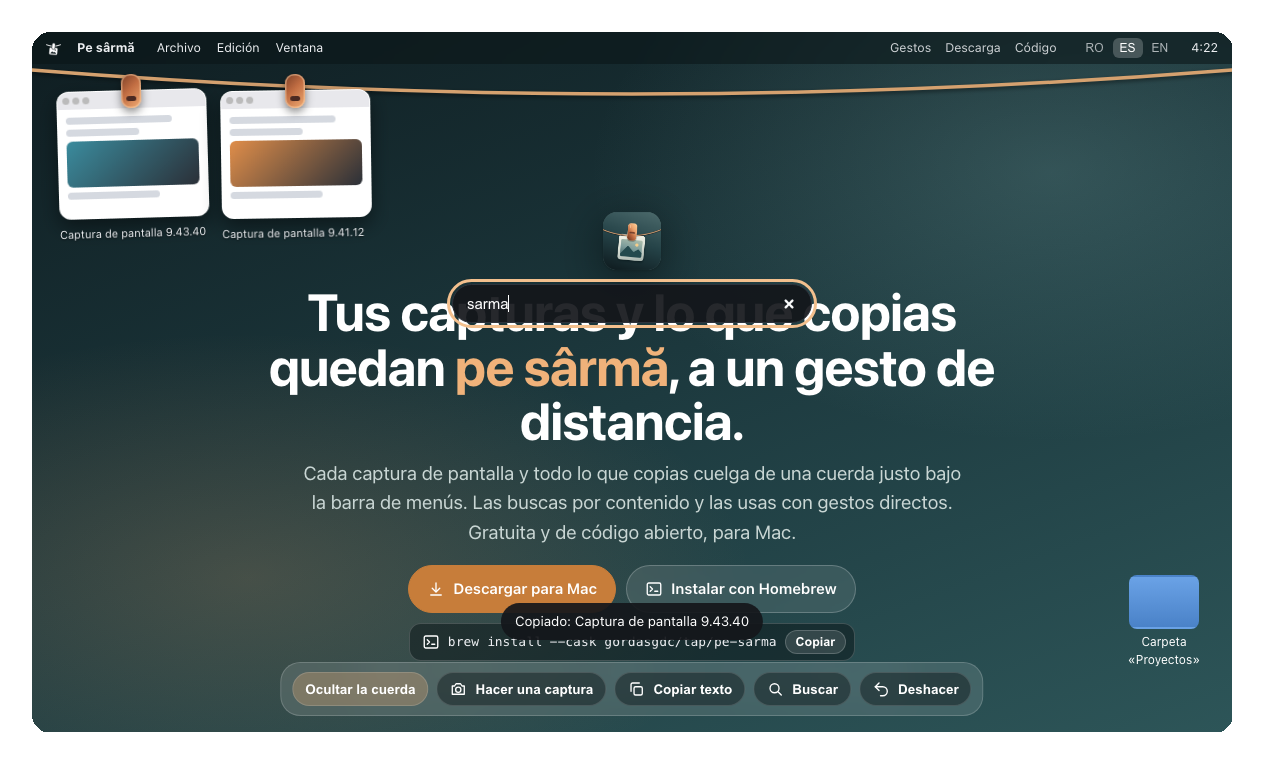 Pe sârmă Archivo Edición Ventana Gestos Descarga Código RO ES EN 4:22
Captura de pantalla 9.43.40
Captura de pantalla 9.41.12
sarma
Tus capturas y lo que copias
quedan pe sârmă, a un gesto de
distancia.
Cada captura de pantalla y todo lo que copias cuelga de una cuerda justo bajo
la barra de menús. Las buscas por contenido y las usas con gestos directos.
Gratuita y de código abierto, para Mac.
Descargar para Mac
Instalar con Homebrew
Copiado: Captura de pantalla 9.43.40
brew install --cask gordasgdc/tap/pe-sarma Copiar
Carpeta
«Proyectos»
Ocultar la cuerda Hacer una captura Copiar texto Buscar Deshacer